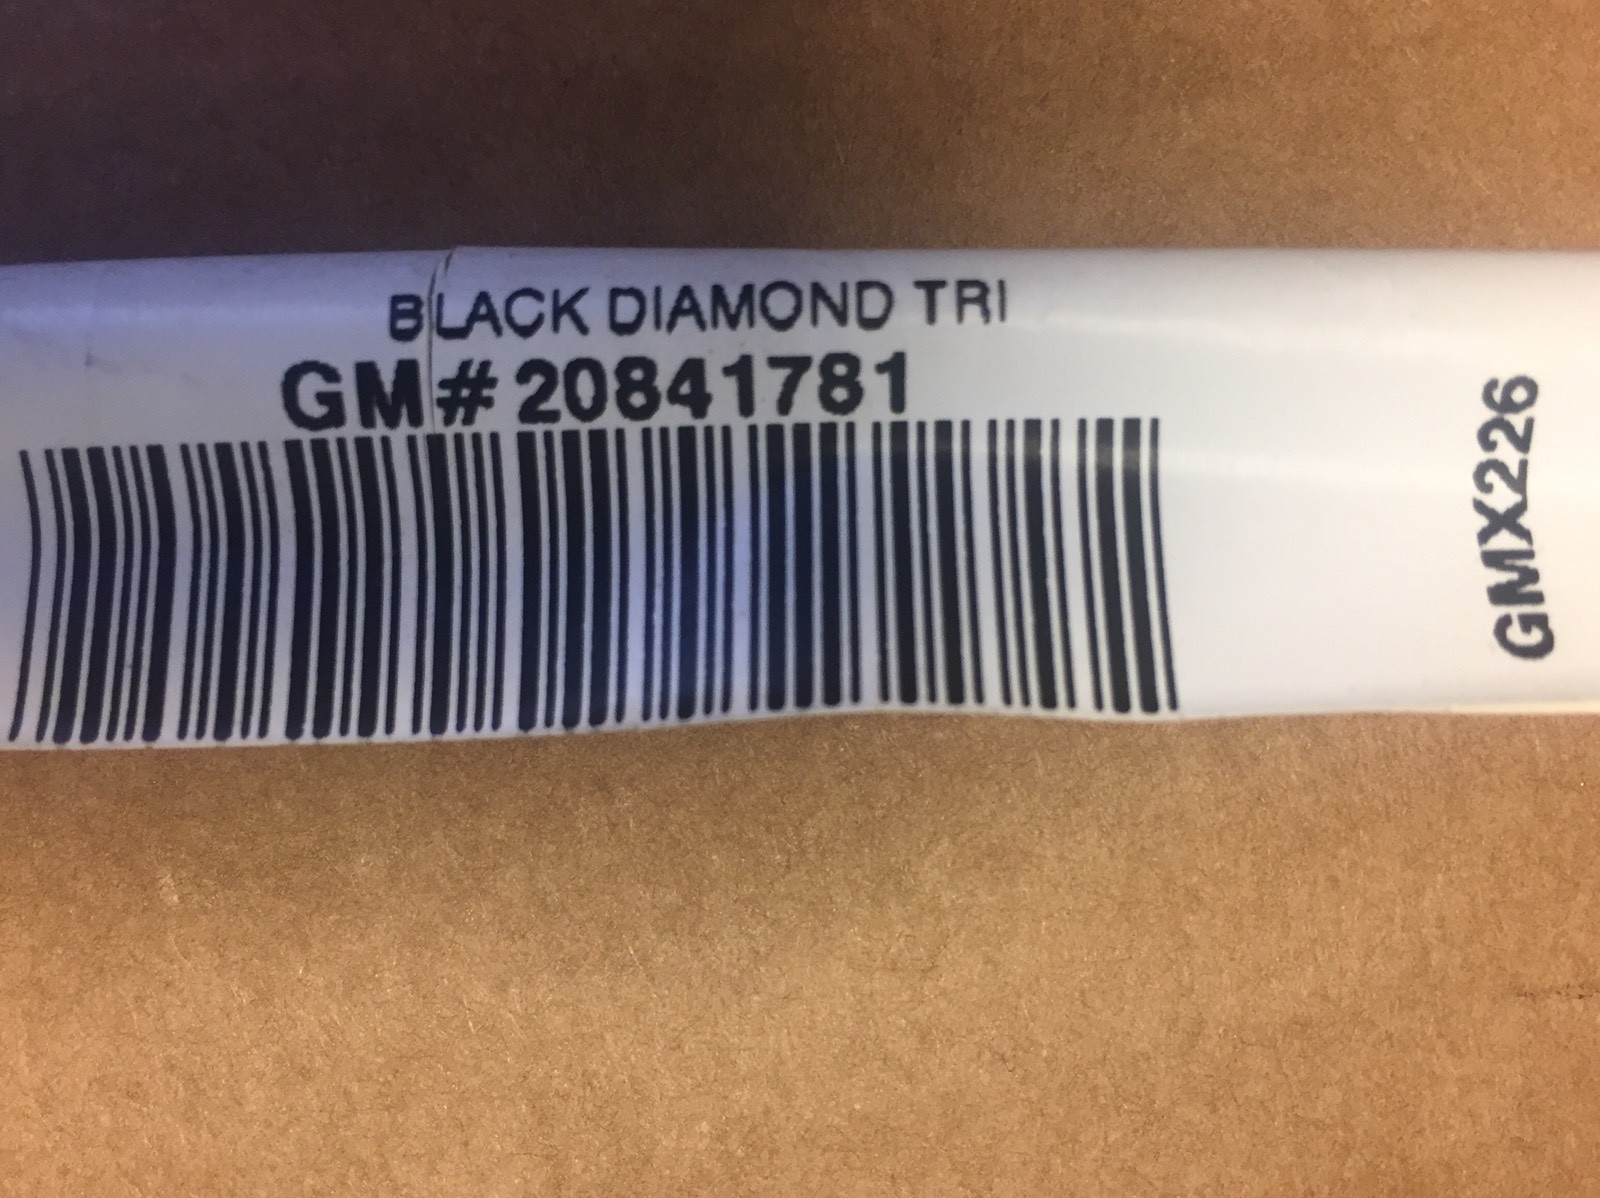 BLACK DIAMOND TRI
GM# 20841781
GMX226